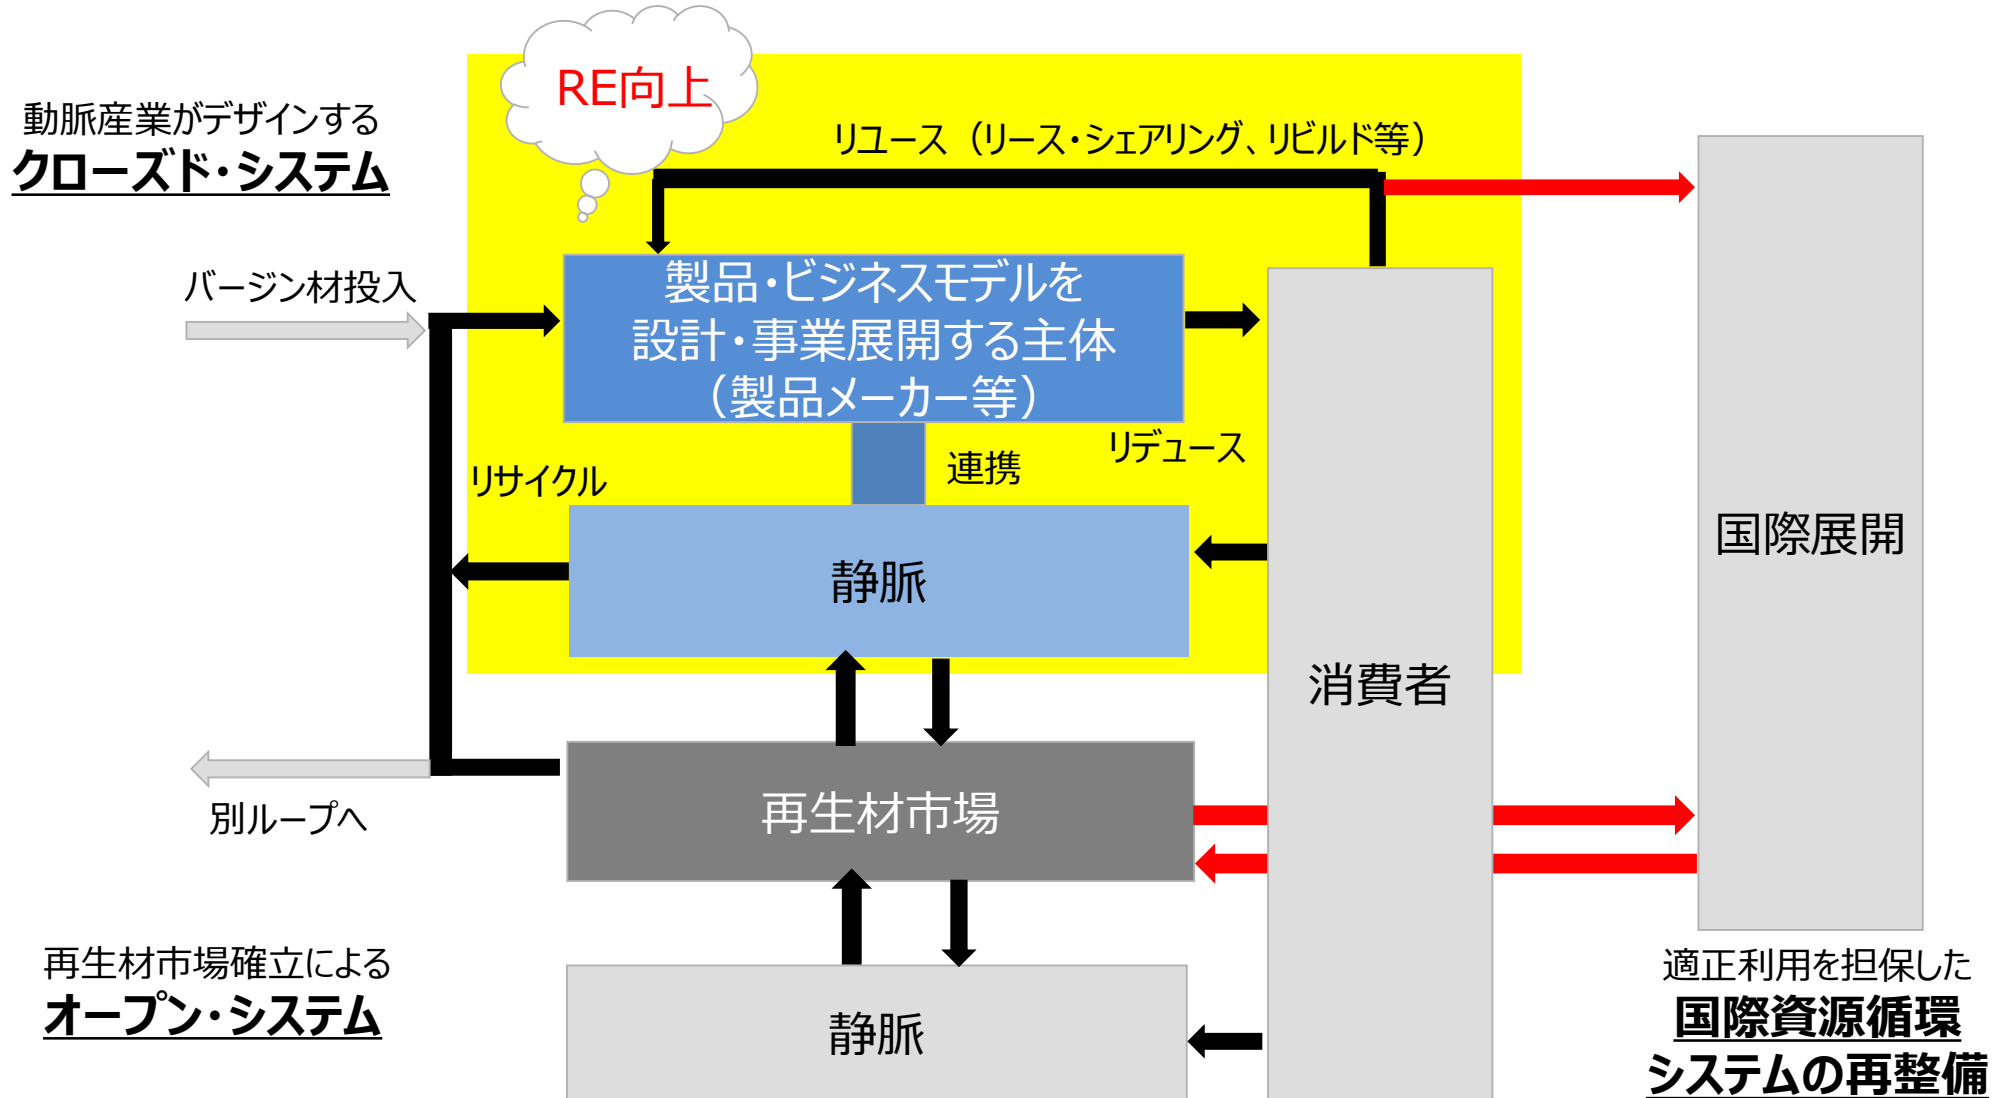 RE向上
動脈産業がデザインする
クローズド・システム
リユース（リース・シェアリング、リビルド等）
バージン材投入
製品・ビジネスモデルを
設計・事業展開する主体
（製品メーカー等）
リサイクル
連携
リデュース
静脈
消費者
国際展開
再生材市場
別ループへ
再生材市場確立による
オープン・システム
静脈
適正利用を担保した
国際資源循環
システムの再整備